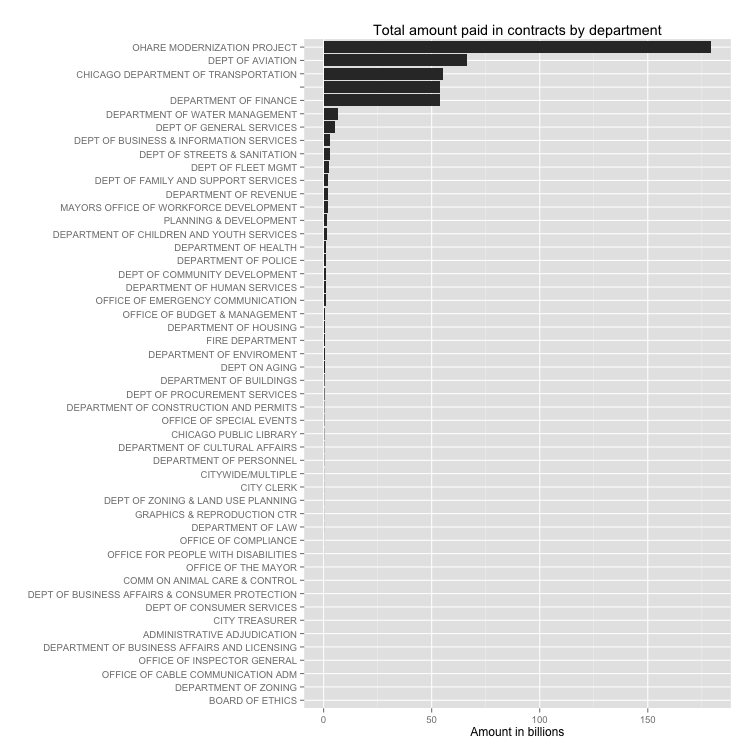 Total amount paid in contracts by department
OHARE MODERNIZATION PROJECT
DEPT OF AVIATION
CHICAGO DEPARTMENT OF TRANSPORTATION
DEPARTMENT OF FINANCE
DEPARTMENT OF WATER MANAGEMENT
DEPT OF GENERAL SERVICES
DEPT OF BUSINESS & INFORMATION SERVICES
DEPT OF STREETS & SANITATION
DEPT OF FLEET MGMT
DEPT OF FAMILY AND SUPPORT SERVICES
DEPARTMENT OF REVENUE
MAYORS OFFICE OF WORKFORCE DEVELOPMENT
PLANNING & DEVELOPMENT
DEPARTMENT OF CHILDREN AND YOUTH SERVICES
DEPARTMENT OF HEALTH
DEPARTMENT OF POLICE
DEPT OF COMMUNITY DEVELOPMENT
DEPARTMENT OF HUMAN SERVICES
OFFICE OF EMERGENCY COMMUNICATION
OFFICE OF BUDGET & MANAGEMENT
DEPARTMENT OF HOUSING
FIRE DEPARTMENT
DEPARTMENT OF ENVIROMENT
DEPT ON AGING
DEPARTMENT OF BUILDINGS
DEPT OF PROCUREMENT SERVICES
DEPARTMENT OF CONSTRUCTION AND PERMITS
OFFICE OF SPECIAL EVENTS
CHICAGO PUBLIC LIBRARY
DEPARTMENT OF CULTURAL AFFAIRS
DEPARTMENT OF PERSONNEL
CITYWIDE/MULTIPLE
CITY CLERK
DEPT OF ZONING & LAND USE PLANNING
GRAPHICS & REPRODUCTION CTR
DEPARTMENT OF LAW
OFFICE OF COMPLIANCE
OFFICE FOR PEOPLE WITH DISABILITIES
OFFICE OF THE MAYOR
COMM ON ANIMAL CARE & CONTROL
DEPT OF BUSINESS AFFAIRS & CONSUMER PROTECTION
DEPT OF CONSUMER SERVICES
CITY TREASURER
ADMINISTRATIVE ADJUDICATION
DEPARTMENT OF BUSINESS AFFAIRS AND LICENSING
OFFICE OF INSPECTOR GENERAL
OFFICE OF CABLE COMMUNICATION ADM
DEPARTMENT OF ZONING
BOARD OF ETHICS
0 50 100 150
Amount in billions